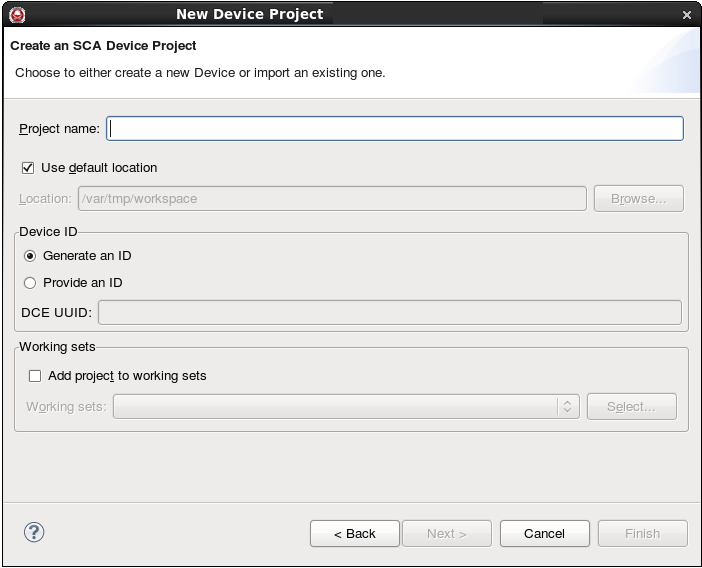 New Device Project
Create an SCA Device Project
Choose to either create a new Device or import an existing one.
Project name:
Use default location
Location: /var/tmp/workspace Browse...
Device ID
Generate an ID
Provide an ID
DCE UUID:
Working sets
Add project to working sets
Working sets: Select...
< Back Next > Cancel Finish